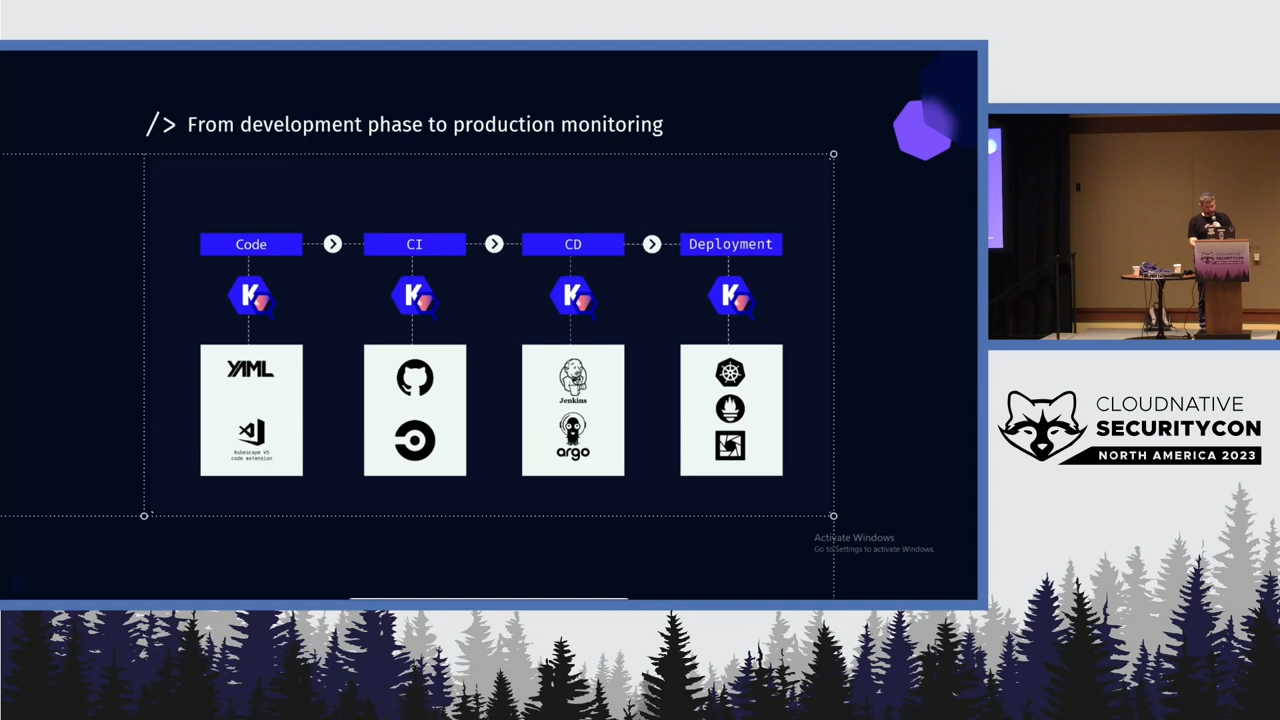 /> From development phase to production monitoring
Code
CI
CD
Deployment
K
K
K
K
YAML
Kubescape VS
code extension
Jenkins
argo
Activate Windows
Go to Settings to activate Windows.
CLOUDNATIVE
SECURITYCON
NORTH AMERICA 2023